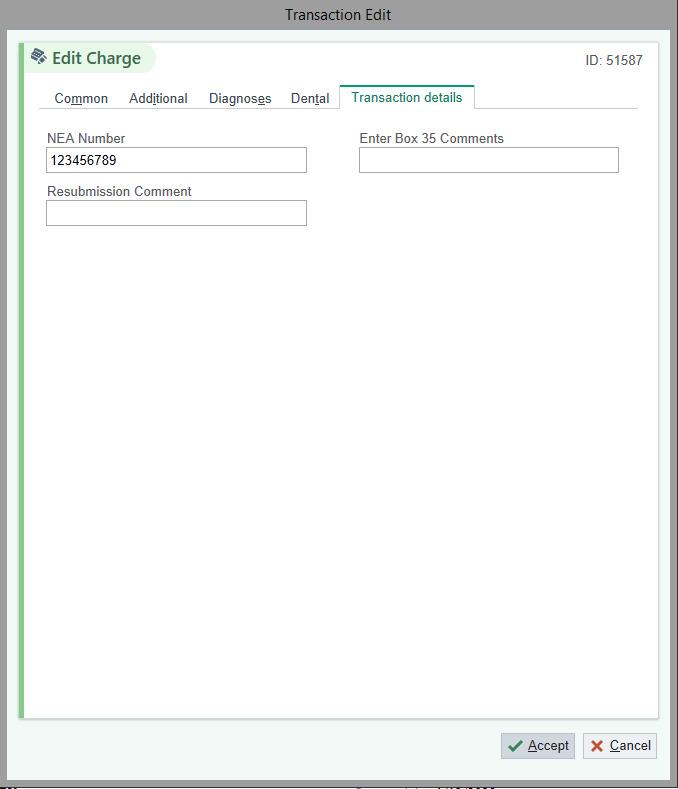 Transaction Edit
Edit Charge
ID: 51587
Common Additional Diagnoses Dental Transaction details
NEA Number
Enter Box 35 Comments
123456789
Resubmission Comment
Accept Cancel